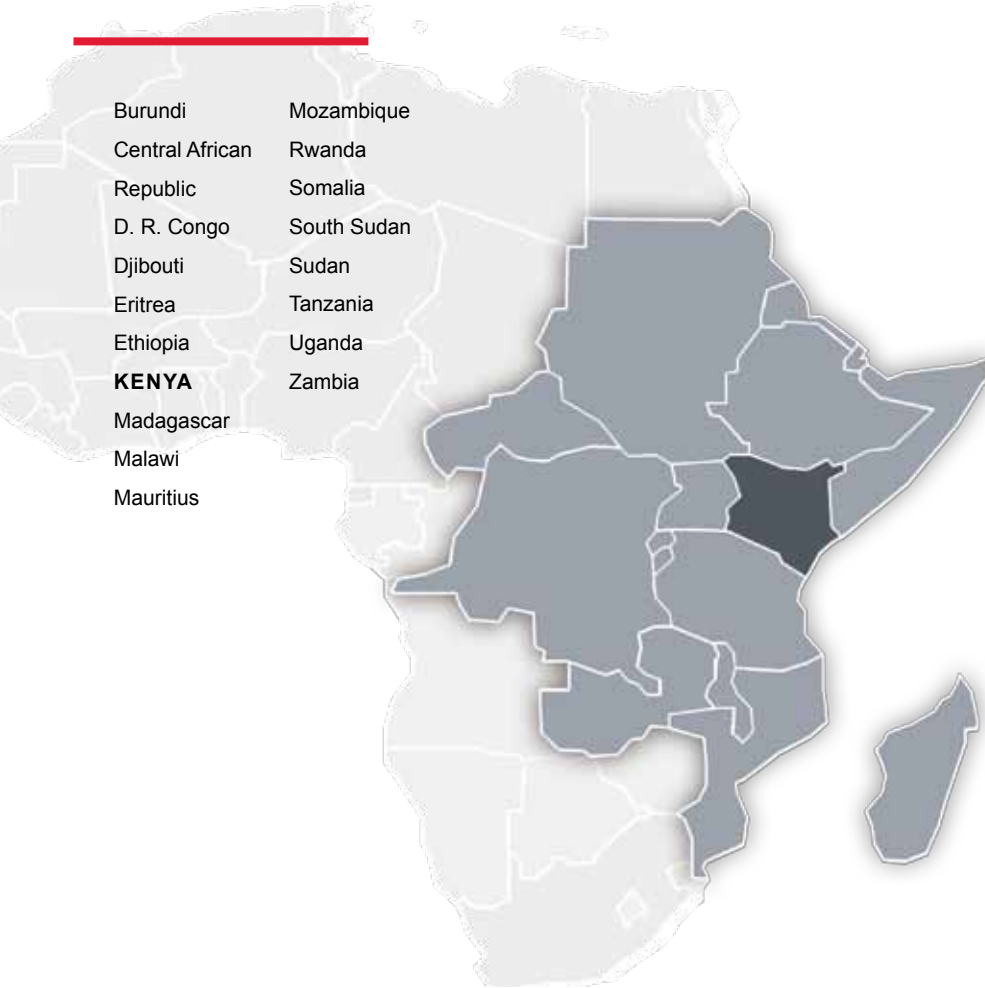 Burundi
Central African
Republic
D. R. Congo
Djibouti
Eritrea
Ethiopia
KENYA
Madagascar
Malawi
Mauritius
Mozambique
Rwanda
Somalia
South Sudan
Sudan
Tanzania
Uganda
Zambia